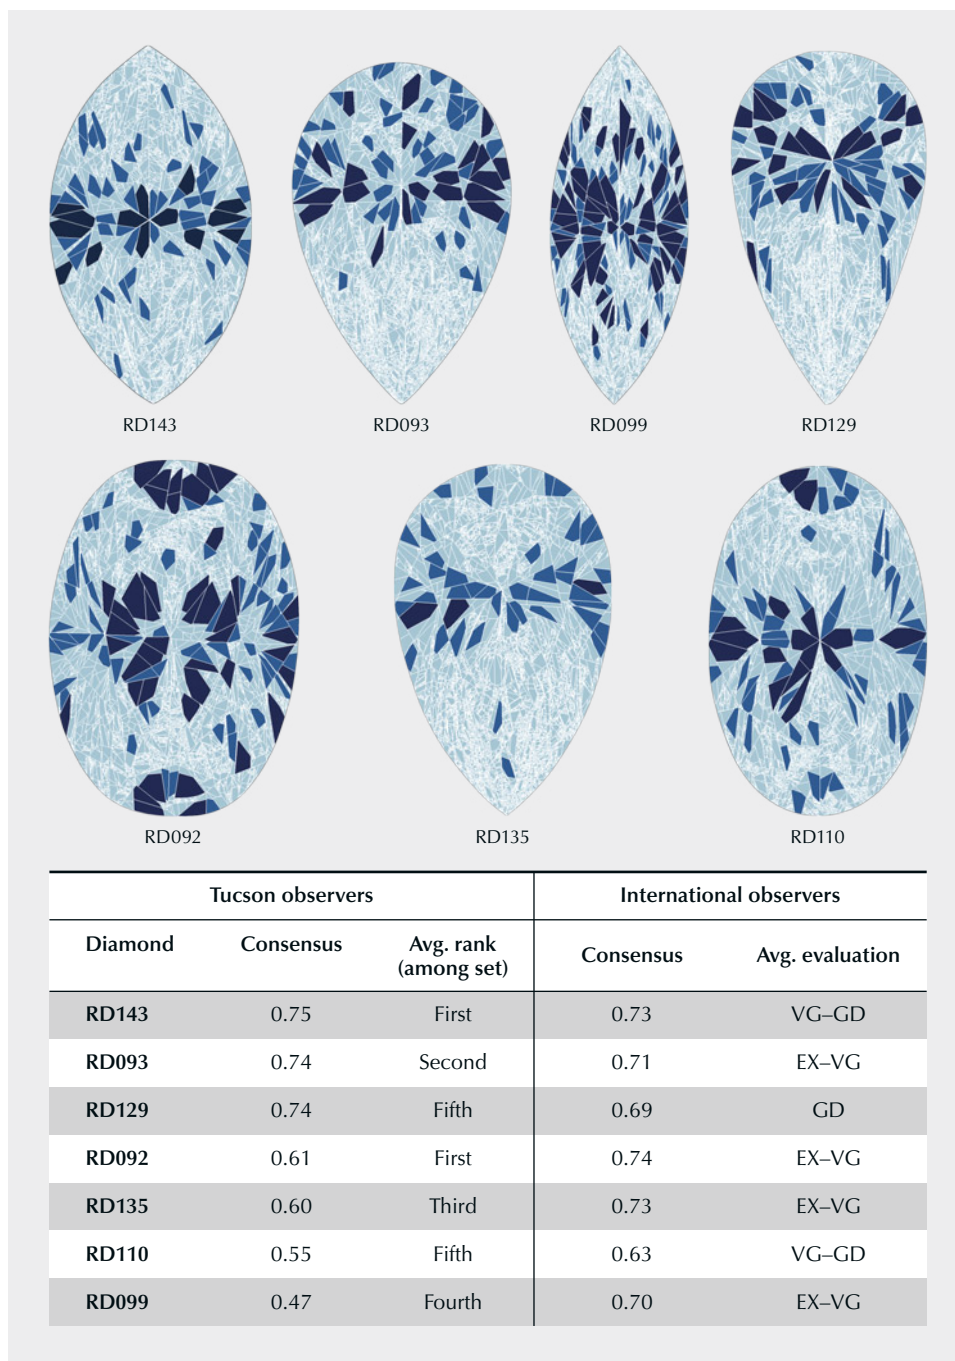 RD143 RD093 RD099 RD129
RD092 RD135 RD110
Tucson observers International observers
Diamond Consensus Avg. rank (among set) Consensus Avg. evaluation
RD143 0.75 First 0.73 VG–GD
RD093 0.74 Second 0.71 EX–VG
RD129 0.74 Fifth 0.69 GD
RD092 0.61 First 0.74 EX–VG
RD135 0.60 Third 0.73 EX–VG
RD110 0.55 Fifth 0.63 VG–GD
RD099 0.47 Fourth 0.70 EX–VG